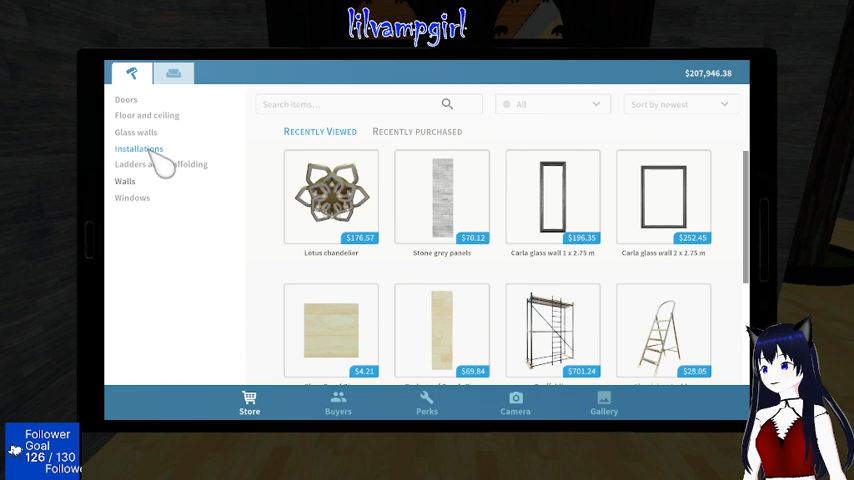 lilvampgirl
$207,946.38
Doors
Floor and ceiling
Glass walls
Installations
Ladders a ffolding
Walls
Windows
Search items...
All
Sort by newest
RECENTLY VIEWED
RECENTLY PURCHASED
$176.57
$70.12
$196.35
$252.45
Lotus chandelier
Stone grey panels
Carla glass wall 1 x 2.75 m
Carla glass wall 2 x 2.75 m
$4.21
$69.84
$701.24
$28.05
Store
Buyers
Perks
Camera
Gallery
Follower
Goal
126 / 130
Follow